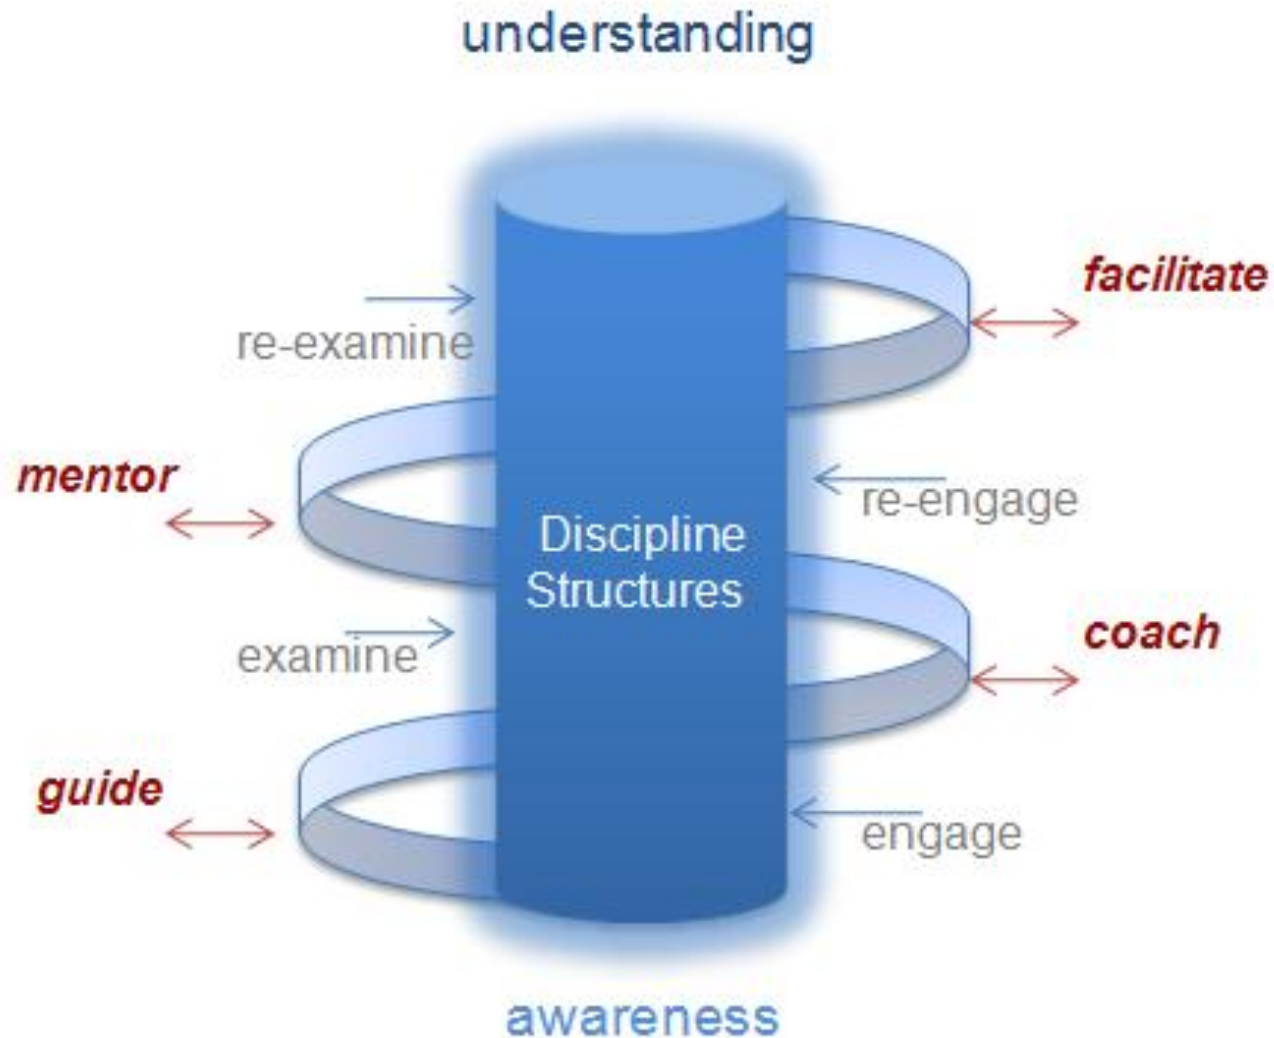 understanding
facilitate
re-examine
mentor
re-engage
Discipline
Structures
coach
examine
guide
engage
awareness